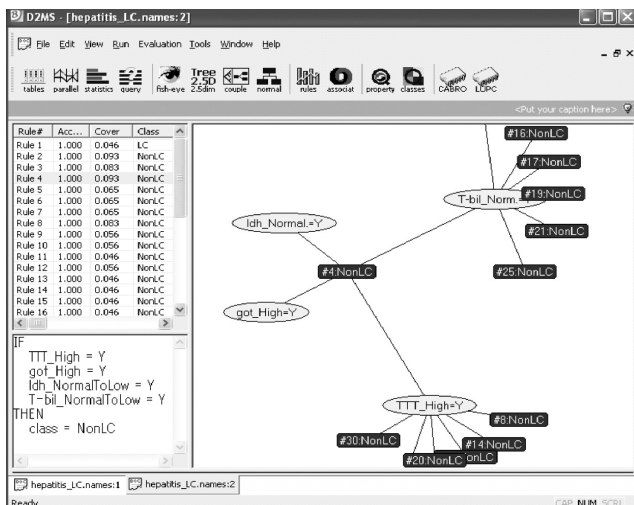 D2MS - [hepatitis_LC.names:2]
File Edit View Run Evaluation Tools Window Help
tables parallel statistics query fish-eye Tree 2.5D 2.5dim couple normal rules associat property classes CABRO LUPC
<Put your caption here>
Rule# Acc... Cover Class
Rule 1 1.000 0.046 LC
Rule 2 1.000 0.093 NonLC
Rule 3 1.000 0.083 NonLC
Rule 4 1.000 0.093 NonLC
Rule 5 1.000 0.065 NonLC
Rule 6 1.000 0.065 NonLC
Rule 7 1.000 0.065 NonLC
Rule 8 1.000 0.083 NonLC
Rule 9 1.000 0.056 NonLC
Rule 10 1.000 0.056 NonLC
Rule 11 1.000 0.046 NonLC
Rule 12 1.000 0.056 NonLC
Rule 13 1.000 0.046 NonLC
Rule 14 1.000 0.046 NonLC
Rule 15 1.000 0.046 NonLC
Rule 16 1.000 0.046 NonLC
IF
TTT_High = Y
got_High = Y
ldh_NormalToLow = Y
T-bil_NormalToLow = Y
THEN
class = NonLC
#16:NonLC
#17:NonLC
T-bil_Norm.=Y
#19:NonLC
#21:NonLC
#25:NonLC
ldh_Normal.=Y
#4:NonLC
got_High=Y
TTT_High=Y
#8:NonLC
#30:NonLC
#14:NonLC
#20:NonLC
NonLC
hepatitis_LC.names:1 hepatitis_LC.names:2
Ready
CAP NUM SCRL